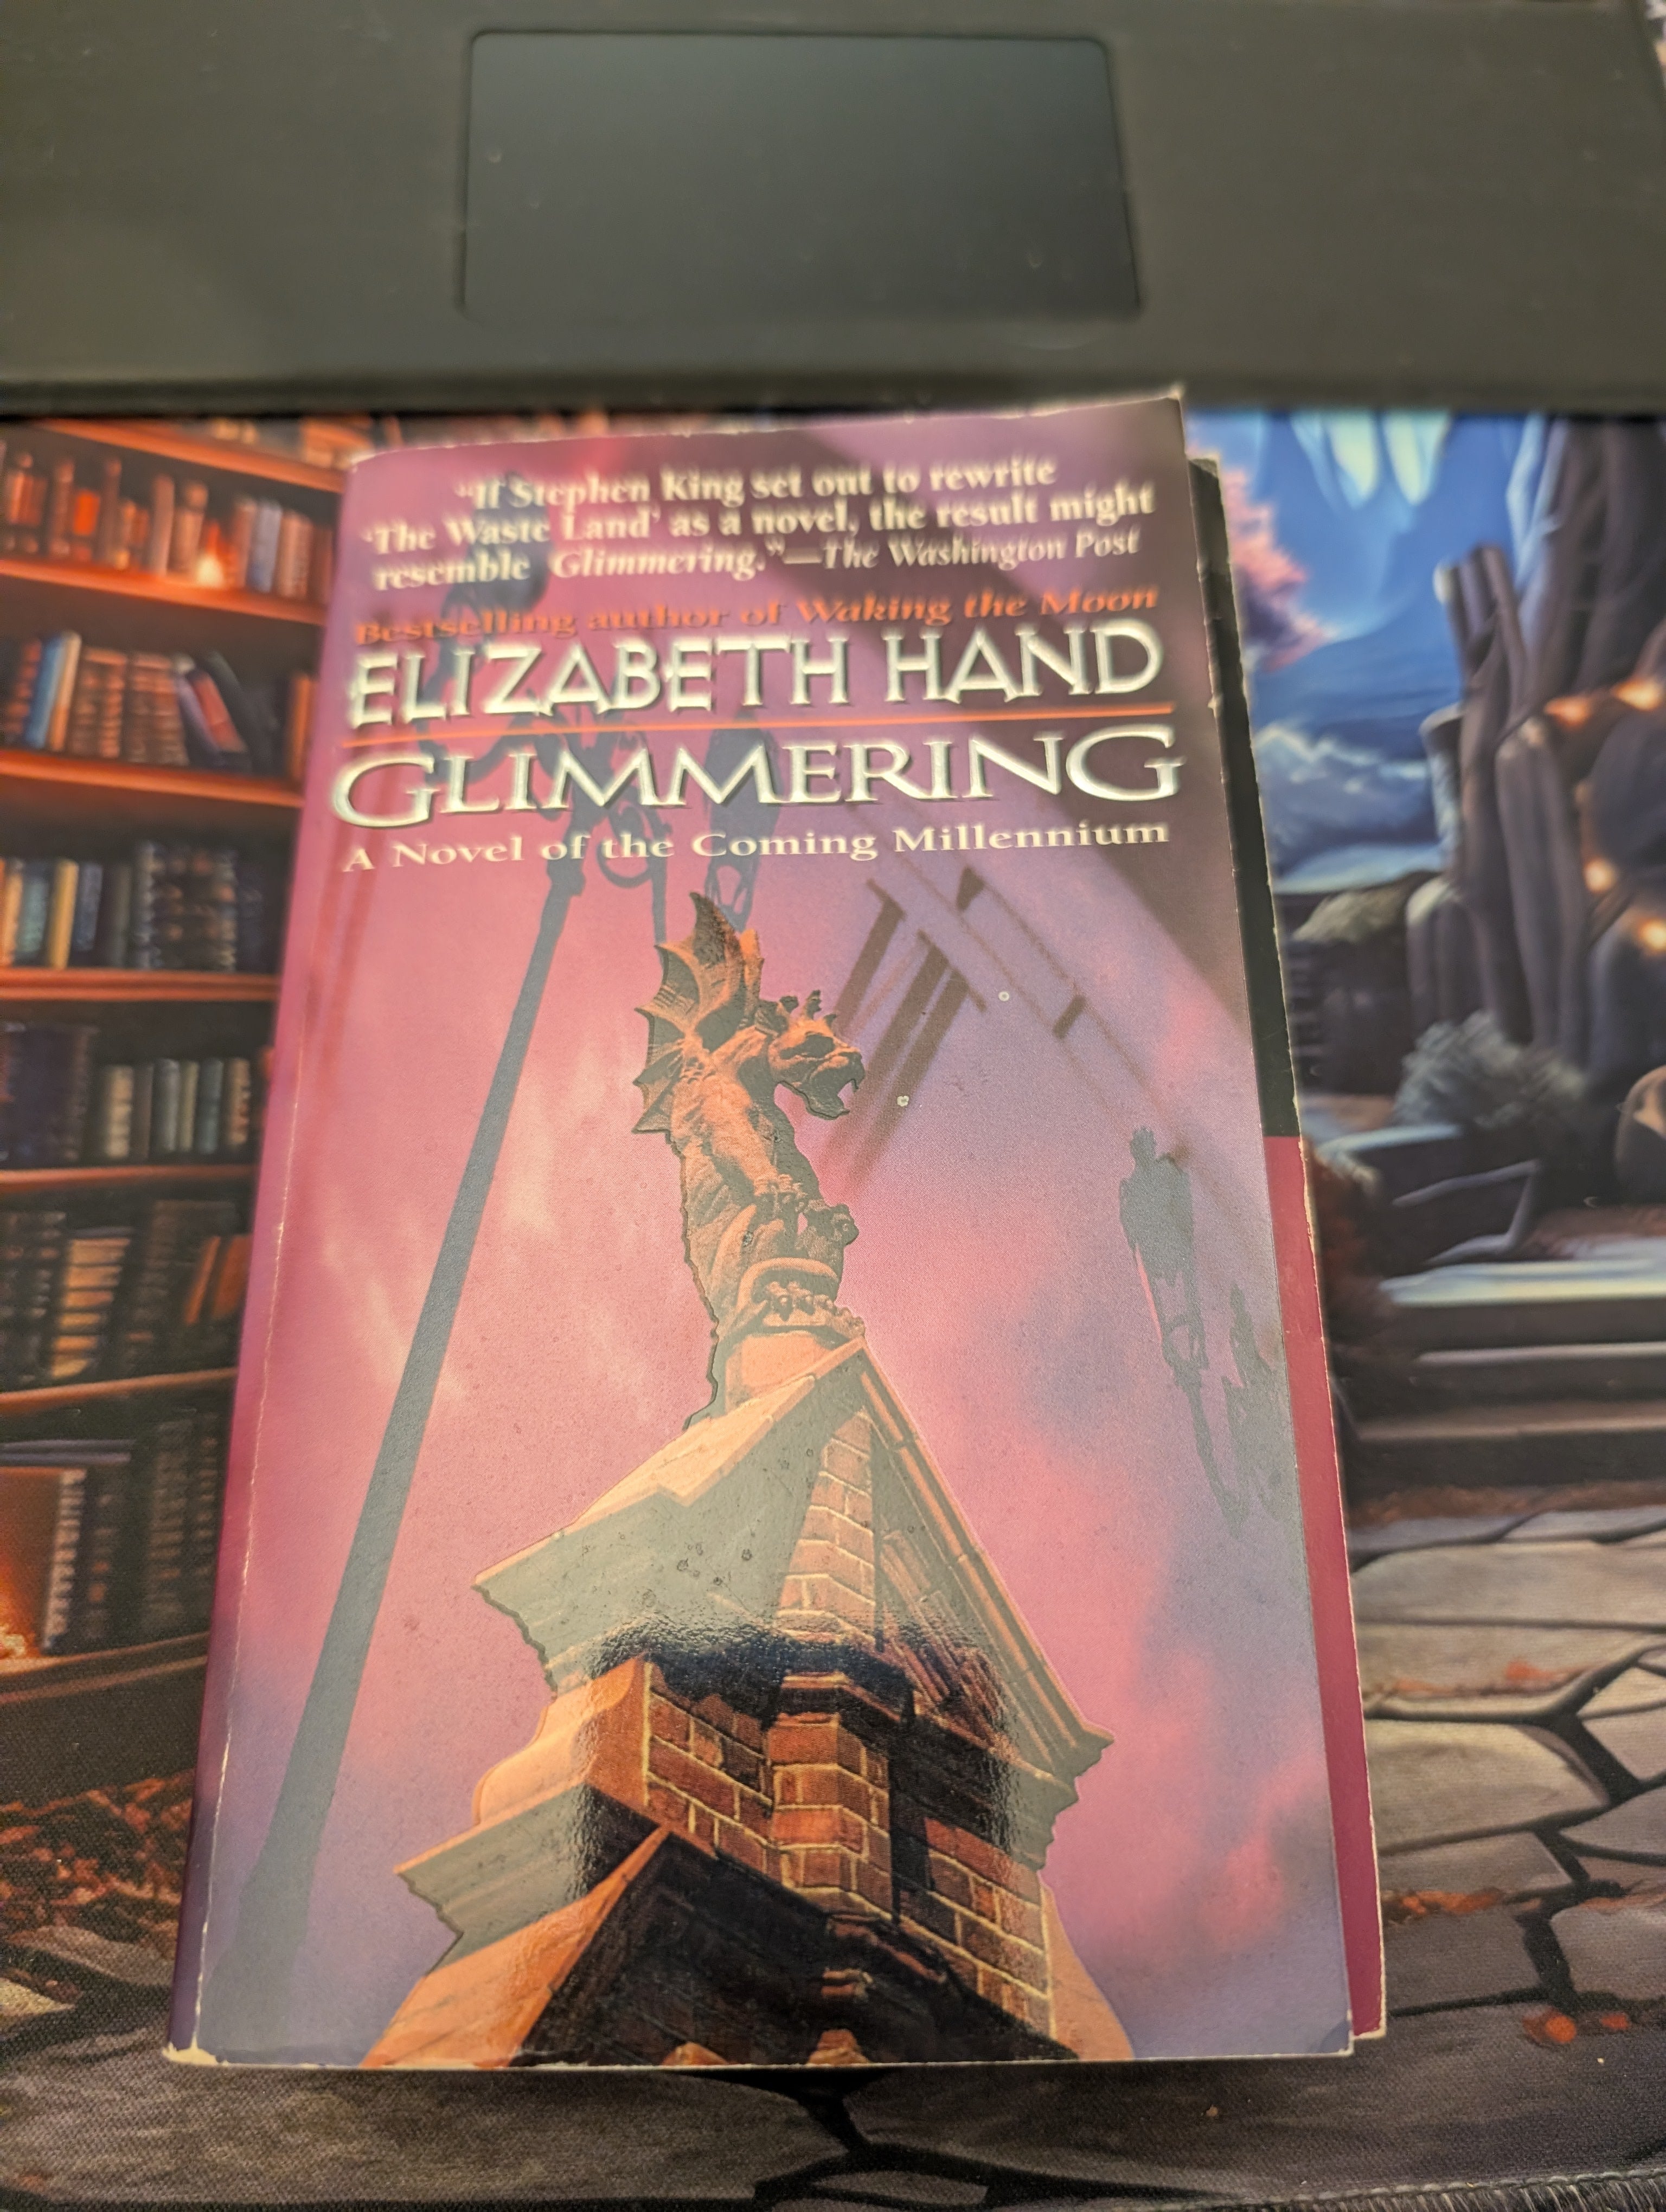 "If Stephen King set out to rewrite
'The Waste Land' as a novel, the result might
resemble Glimmering."—The Washington Post
Bestselling author of Waking the Moon
ELIZABETH HAND
GLIMMERING
A Novel of the Coming Millennium